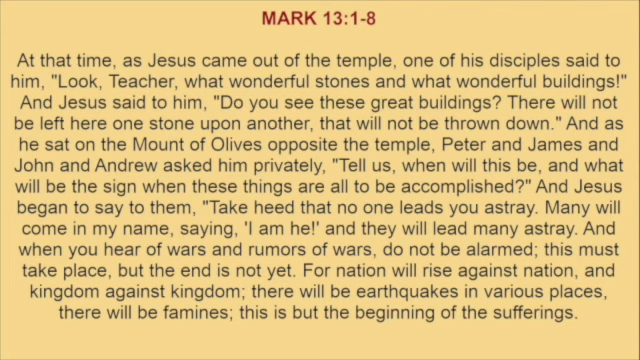 MARK 13:1-8
At that time, as Jesus came out of the temple, one of his disciples said to
him, "Look, Teacher, what wonderful stones and what wonderful buildings!"
And Jesus said to him, "Do you see these great buildings? There will not
be left here one stone upon another, that will not be thrown down." And as
he sat on the Mount of Olives opposite the temple, Peter and James and
John and Andrew asked him privately, "Tell us, when will this be, and what
will be the sign when these things are all to be accomplished?" And Jesus
began to say to them, "Take heed that no one leads you astray. Many will
come in my name, saying, 'I am he!' and they will lead many astray. And
when you hear of wars and rumors of wars, do not be alarmed; this must
take place, but the end is not yet. For nation will rise against nation, and
kingdom against kingdom; there will be earthquakes in various places,
there will be famines; this is but the beginning of the sufferings.